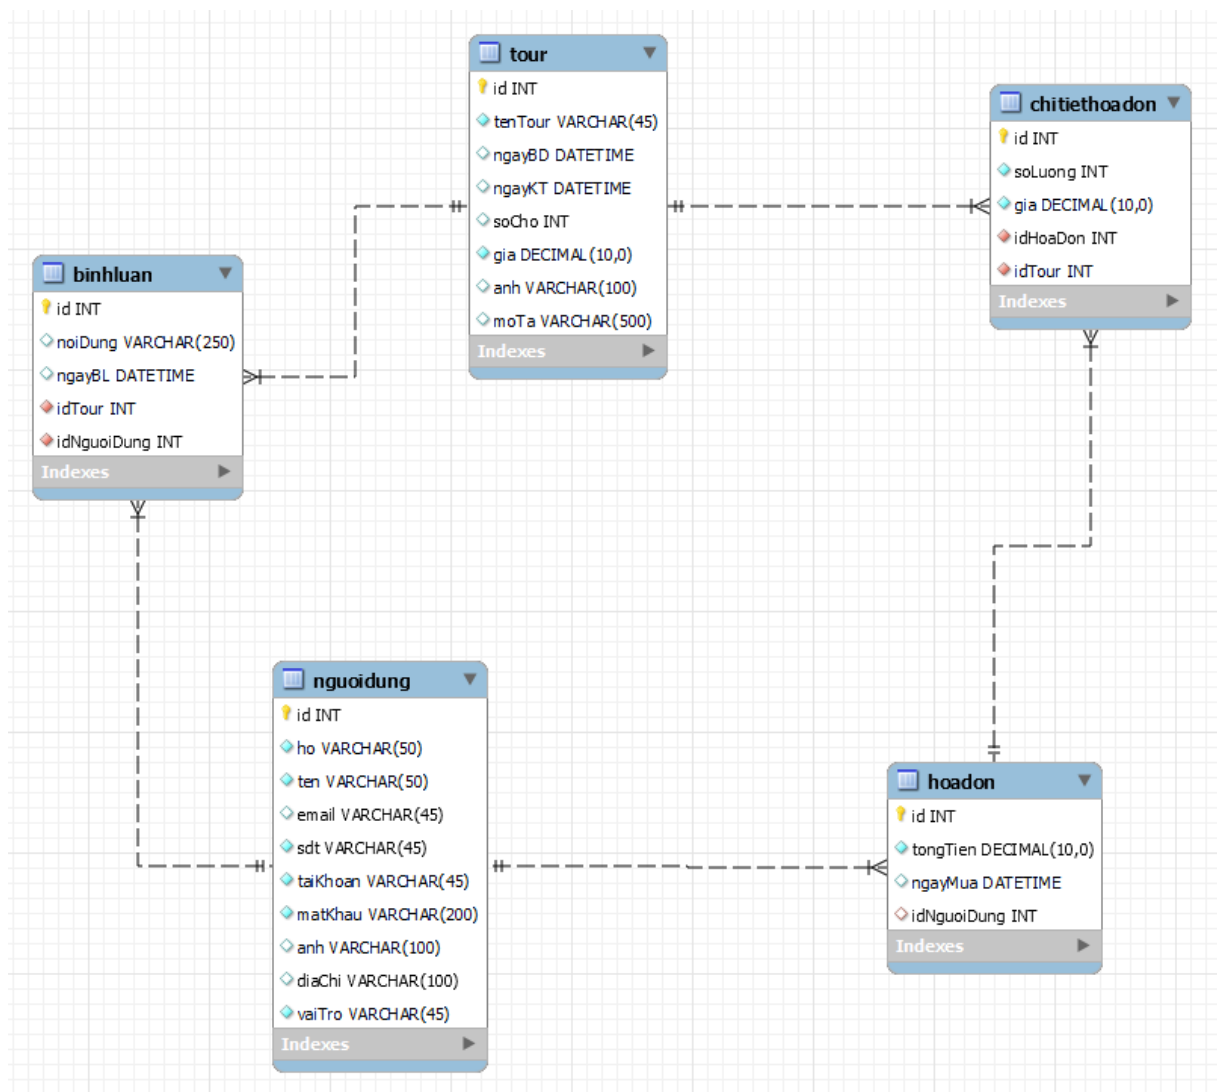 tour
id INT
tenTour VARCHAR(45)
ngayBD DATETIME
ngayKT DATETIME
soCho INT
gia DECIMAL(10,0)
anh VARCHAR(100)
moTa VARCHAR(500)
Indexes
chitiethoadon
id INT
soLuong INT
gia DECIMAL(10,0)
idHoaDon INT
idTour INT
Indexes
binhluan
id INT
noiDung VARCHAR(250)
ngayBL DATETIME
idTour INT
idNguoiDung INT
Indexes
nguoidung
id INT
ho VARCHAR(50)
ten VARCHAR(50)
email VARCHAR(45)
sdt VARCHAR(45)
taiKhoan VARCHAR(45)
matKhau VARCHAR(200)
anh VARCHAR(100)
diaChi VARCHAR(100)
vaiTro VARCHAR(45)
Indexes
hoadon
id INT
tongTien DECIMAL(10,0)
ngayMua DATETIME
idNguoiDung INT
Indexes